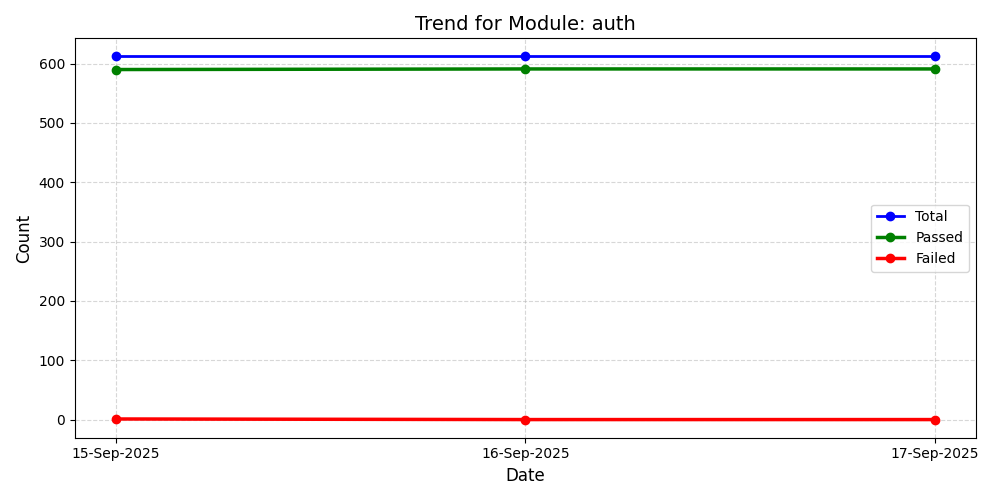 Trend for Module: auth
Count
600
500
400
300
200
100
0
Total
Passed
Failed
15-Sep-2025
16-Sep-2025
17-Sep-2025
Date